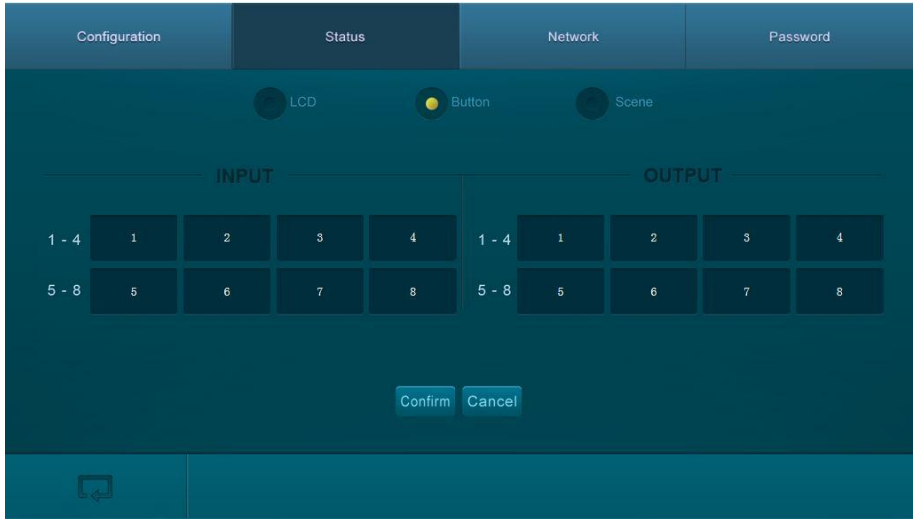 Configuration Status Network Password
LCD Button Scene
INPUT OUTPUT
1 - 4 1 2 3 4 1 - 4 1 2 3 4
5 - 8 5 6 7 8 5 - 8 5 6 7 8
Confirm Cancel